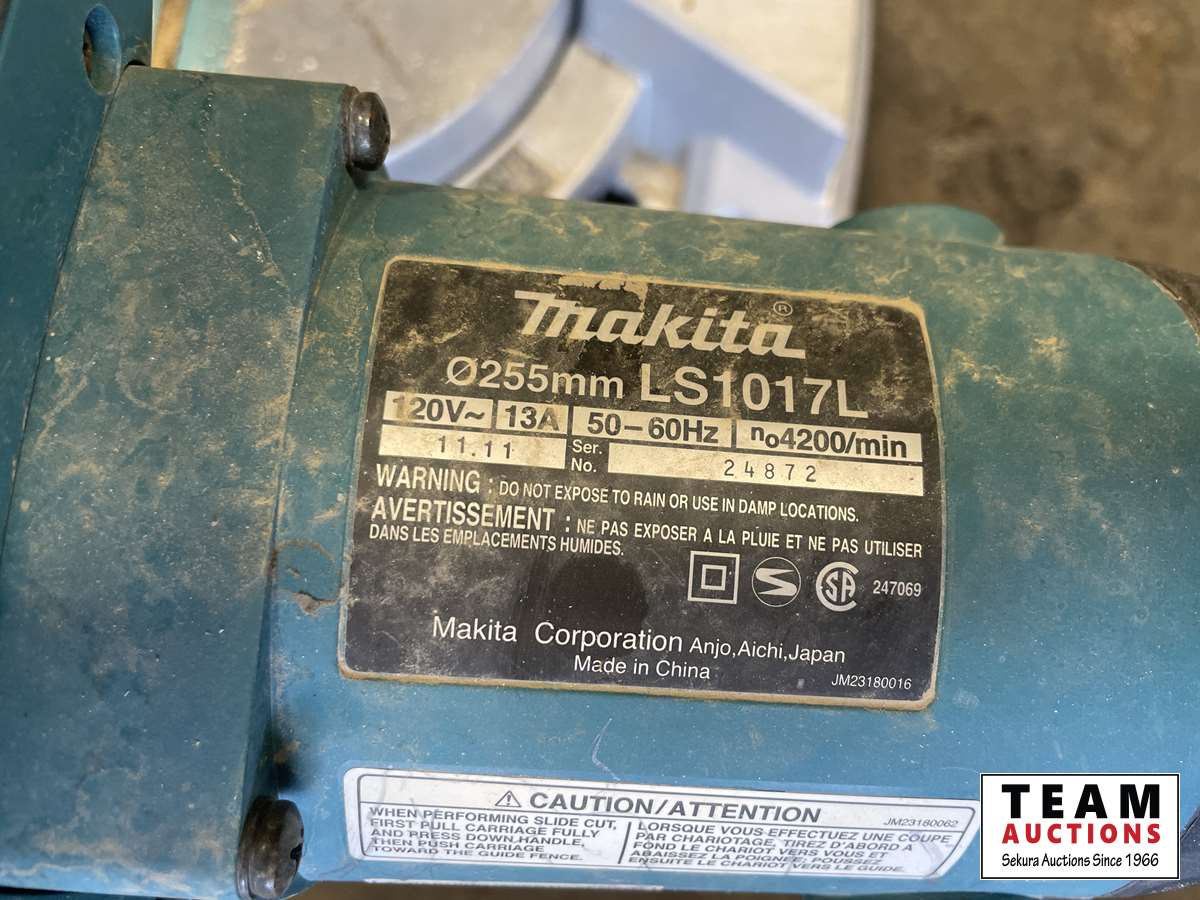 makita®
Ø255mm LS1017L
120V~ 13A 50-60Hz no4200/min
11.11 Ser. No. 24872
WARNING : DO NOT EXPOSE TO RAIN OR USE IN DAMP LOCATIONS.
AVERTISSEMENT : NE PAS EXPOSER A LA PLUIE ET NE PAS UTILISER
DANS LES EMPLACEMENTS HUMIDES.
S CSA 247069
Makita Corporation Anjo,Aichi,Japan
Made in China
JM23180016
CAUTION/ATTENTION
JM23180062
WHEN PERFORMING SLIDE CUT,
FIRST PULL CARRIAGE FULLY
AND PRESS DOWN HANDLE,
THEN PUSH CARRIAGE
TOWARD THE GUIDE FENCE.
LORSQUE VOUS EFFECTUEZ UNE COUPE
PAR CHARIOTAGE, TIREZ D'ABORD A
FOND LE CHARIOT VERS VOUS ET
ABAISSEZ LA POIGNEE; POUSSEZ
ENSUITE LE CHARIOT VERS LE GUIDE.
TEAM
AUCTIONS
Sekura Auctions Since 1966